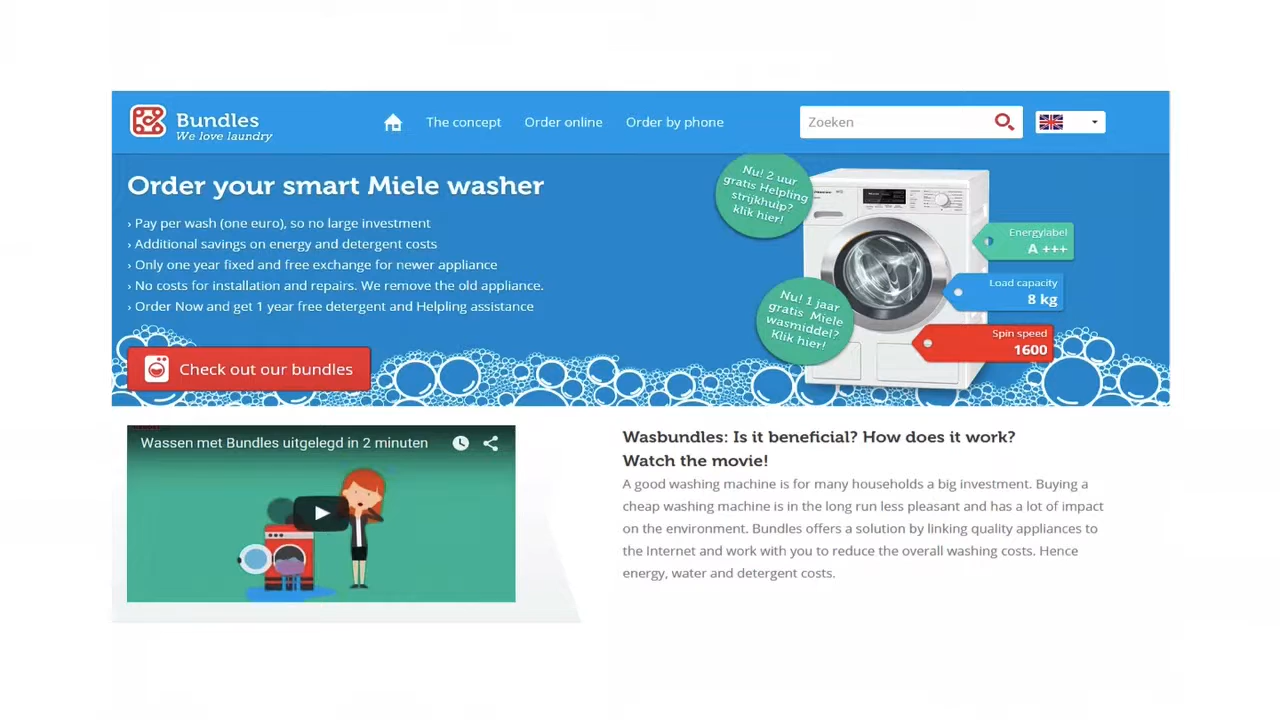 Bundles
We love laundry
The concept
Order online
Order by phone
Zoeken
Order your smart Miele washer
› Pay per wash (one euro), so no large investment
› Additional savings on energy and detergent costs
› Only one year fixed and free exchange for newer appliance
› No costs for installation and repairs. We remove the old appliance.
› Order Now and get 1 year free detergent and Helpling assistance
Check out our bundles
Nu! 2 uur
gratis Helpling
strijkhulp?
klik hier!
Nu! 1 jaar
gratis Miele
wasmiddel?
Klik hier!
Energylabel
A +++
Load capacity
8 kg
Spin speed
1600
Wassen met Bundles uitgelegd in 2 minuten
Wasbundles: Is it beneficial? How does it work?
Watch the movie!
A good washing machine is for many households a big investment. Buying a
cheap washing machine is in the long run less pleasant and has a lot of impact
on the environment. Bundles offers a solution by linking quality appliances to
the Internet and work with you to reduce the overall washing costs. Hence
energy, water and detergent costs.